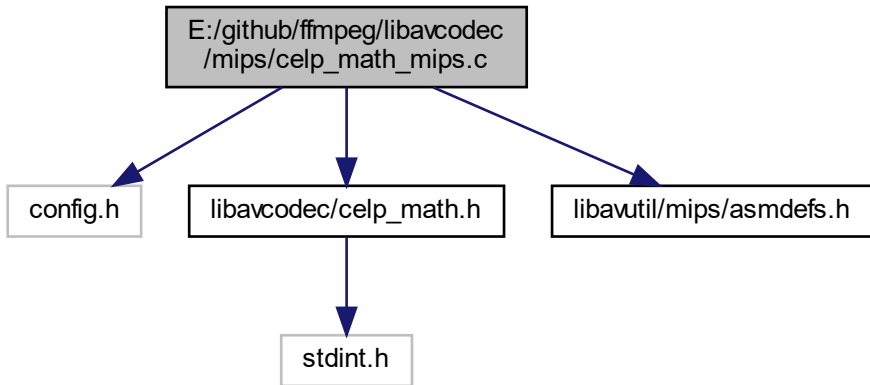 E:/github/ffmpeg/libavcodec
/mips/celp_math_mips.c
config.h
libavcodec/celp_math.h
libavutil/mips/asmdefs.h
stdint.h